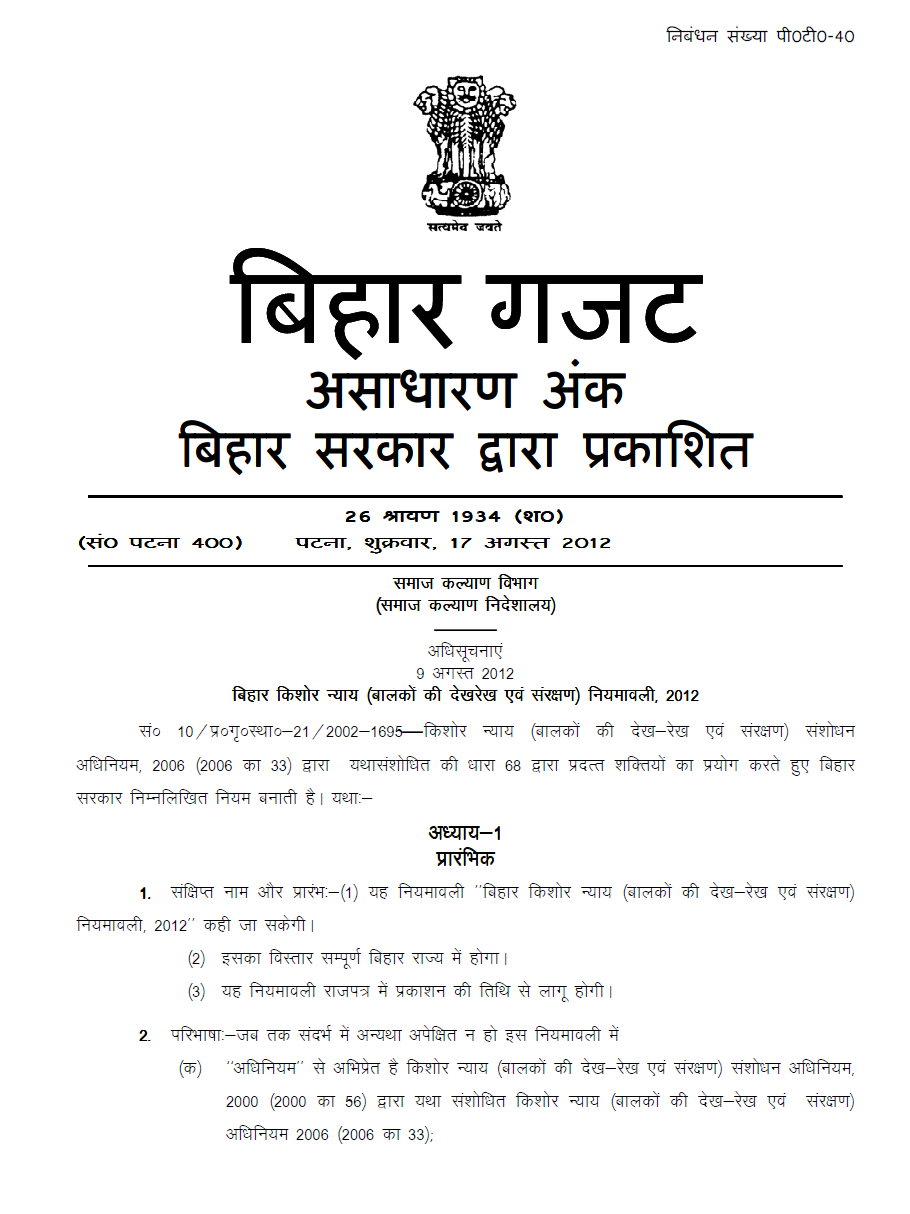 निबंधन संख्या पी0टी0-40
सत्यमेव जयते
बिहार गजट
असाधारण अंक
बिहार सरकार द्वारा प्रकाशित
26 श्रावण 1934 (श0)
(सं0 पटना 400) पटना, शुक्रवार, 17 अगस्त 2012
समाज कल्याण विभाग
(समाज कल्याण निदेशालय)
अधिसूचनाएं
9 अगस्त 2012
बिहार किशोर न्याय (बालकों की देखरेख एवं संरक्षण) नियमावली, 2012
सं० 10/प्र०गृ०स्था०–21/2002-1695—किशोर न्याय (बालकों की देख–रेख एवं संरक्षण) संशोधन
अधिनियम, 2006 (2006 का 33) द्वारा यथासंशोधित की धारा 68 द्वारा प्रदत्त शक्तियों का प्रयोग करते हुए बिहार
सरकार निम्नलिखित नियम बनाती है। यथाः–
अध्याय–1
प्रारंभिक
1. संक्षिप्त नाम और प्रारंभः–(1) यह नियमावली ''बिहार किशोर न्याय (बालकों की देख–रेख एवं संरक्षण)
नियमावली, 2012'' कही जा सकेगी।
(2) इसका विस्तार सम्पूर्ण बिहार राज्य में होगा।
(3) यह नियमावली राजपत्र में प्रकाशन की तिथि से लागू होगी।
2. परिभाषाः–जब तक संदर्भ में अन्यथा अपेक्षित न हो इस नियमावली में
(क) ''अधिनियम'' से अभिप्रेत है किशोर न्याय (बालकों की देख–रेख एवं संरक्षण) संशोधन अधिनियम,
2000 (2000 का 56) द्वारा यथा संशोधित किशोर न्याय (बालकों की देख–रेख एवं संरक्षण)
अधिनियम 2006 (2006 का 33);